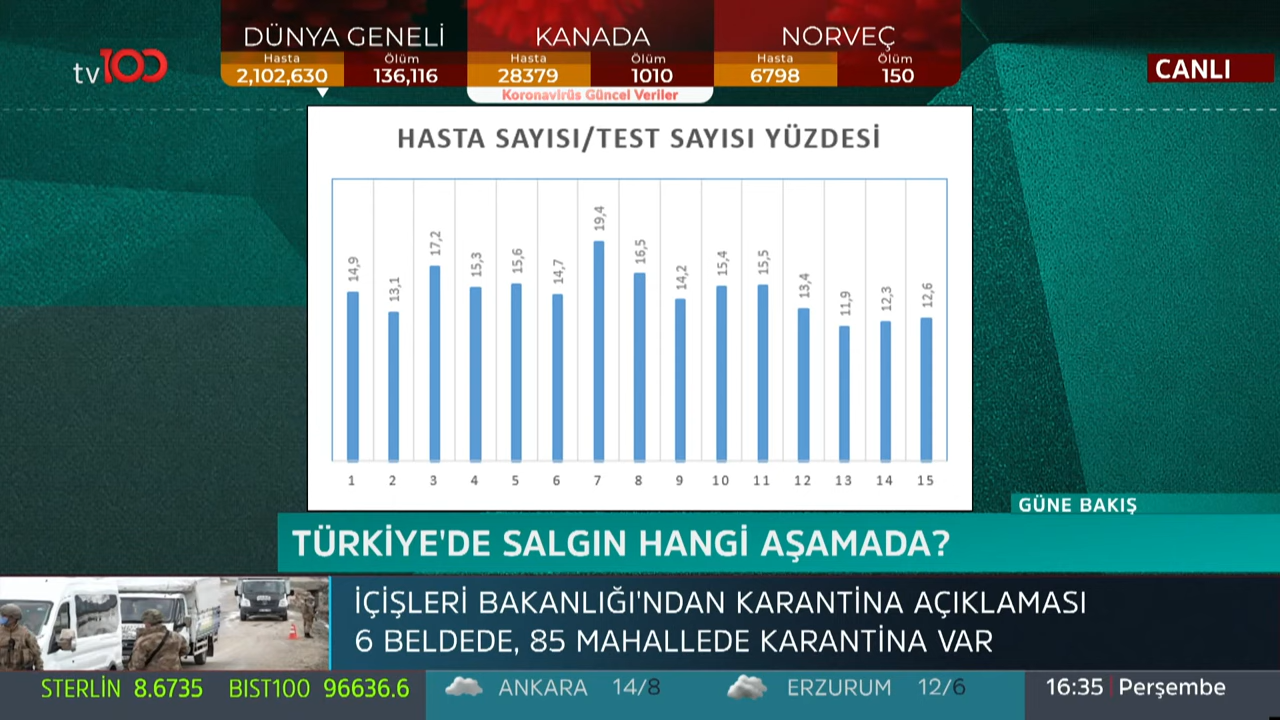 DÜNYA GENELİ
Hasta Ölüm
2,102,630 136,116
KANADA
Hasta Ölüm
28379 1010
NORVEÇ
Hasta Ölüm
6798 150
Koronavirüs Güncel Veriler
tv100
CANLI
HASTA SAYISI/TEST SAYISI YÜZDESİ
14,9 13,1 17,2 15,3 15,6 14,7 19,4 16,5 14,2 15,4 15,5 13,4 11,9 12,3 12,6
1 2 3 4 5 6 7 8 9 10 11 12 13 14 15
GÜNE BAKIŞ
TÜRKİYE'DE SALGIN HANGİ AŞAMADA?
İÇİŞLERİ BAKANLIĞI'NDAN KARANTİNA AÇIKLAMASI
6 BELDEDE, 85 MAHALLEDE KARANTİNA VAR
STERLİN 8.6735 BIST100 96636.6 ANKARA 14/8 ERZURUM 12/6 16:35 Perşembe